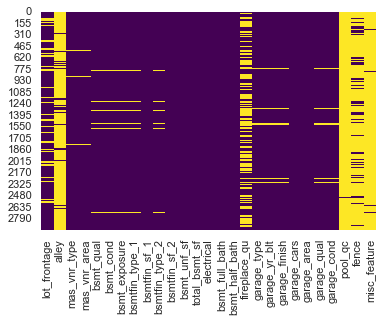 0
155
310
465
620
775
930
1085
1240
1395
1550
1705
1860
2015
2170
2325
2480
2635
2790
lot_frontage
alley
mas_vnr_type
mas_vnr_area
bsmt_qual
bsmt_cond
bsmt_exposure
bsmtfin_type_1
bsmtfin_sf_1
bsmtfin_type_2
bsmtfin_sf_2
bsmt_unf_sf
total_bsmt_sf
electrical
bsmt_full_bath
bsmt_half_bath
fireplace_qu
garage_type
garage_yr_blt
garage_finish
garage_cars
garage_area
garage_qual
garage_cond
pool_qc
fence
misc_feature